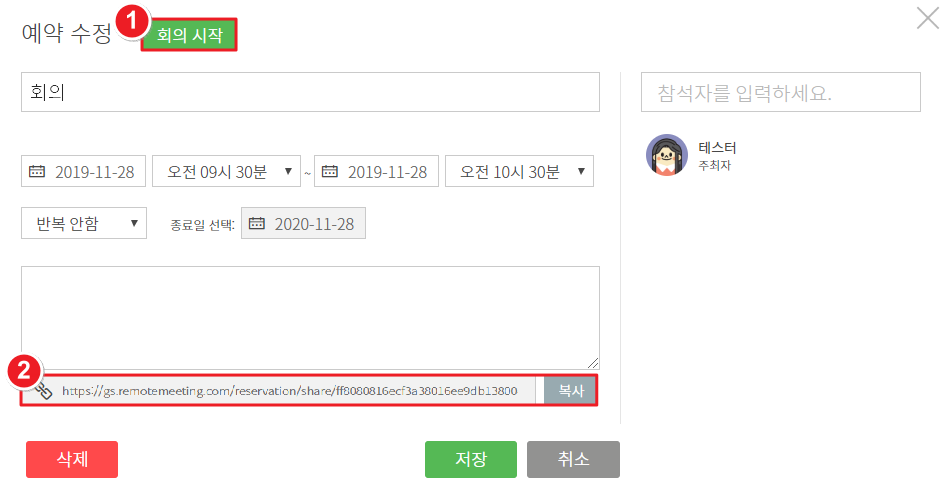 예약 수정
1
회의 시작
회의
참석자를 입력하세요.
테스터
주최자
2019-11-28 오전 09시 30분 ~ 2019-11-28 오전 10시 30분
반복 안함 종료일 선택: 2020-11-28
2
https://gs.remotemeeting.com/reservation/share/ff8080816ecf3a38016ee9db13800 복사
삭제 저장 취소